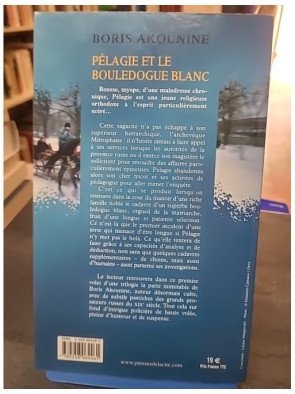 BORIS AKOUNINE
PÉLAGIE ET LE
BOULEDOGUE BLANC
Rousse, myope, d'une maladresse chro-
nique, Pélagie est une jeune religieuse
orthodoxe à l'esprit particulièrement
acéré...
Cette sagacité n'a pas échappé à son
supérieur hiérarchique, l'archevêque
Mitrophane : il n'hésite jamais à faire appel
à ses services lorsque les autorités de la
province russe où il exerce son magistère le
sollicitent pour résoudre des affaires parti-
culièrement épineuses. Pélagie abandonne
alors son cher tricot et ses activités de
pédagogue pour aller mener l'enquête.
C'est ce qui se produit lorsqu'on
retrouve dans la cour du manoir d'une riche
famille noble le cadavre d'un superbe boule-
dogue blanc, orgueil de la matriarche,
fruit d'une longue et patiente sélection.
Ce n'est là que le premier incident d'une
série qui menace d'être longue si Pélagie
n'y met pas le holà. Ce qu'elle tentera de
faire grâce à ses capacités d'analyse et de
déduction, non sans que quelques cadavres
supplémentaires – de chiens, mais aussi
d'humains – aient parsemé ses investigations.
Le lecteur retrouvera dans ce premier
volet d'une trilogie la patte inimitable de
Boris Akounine, auteur désormais culte,
avec de subtils pastiches des grands pro-
sateurs russes du XIXe siècle. Tout cela sur
fond d'intrigue policière de haute volée,
pleine d'humour et de suspense.
www.pressesdelacite.com
19 €
Prix France TTC